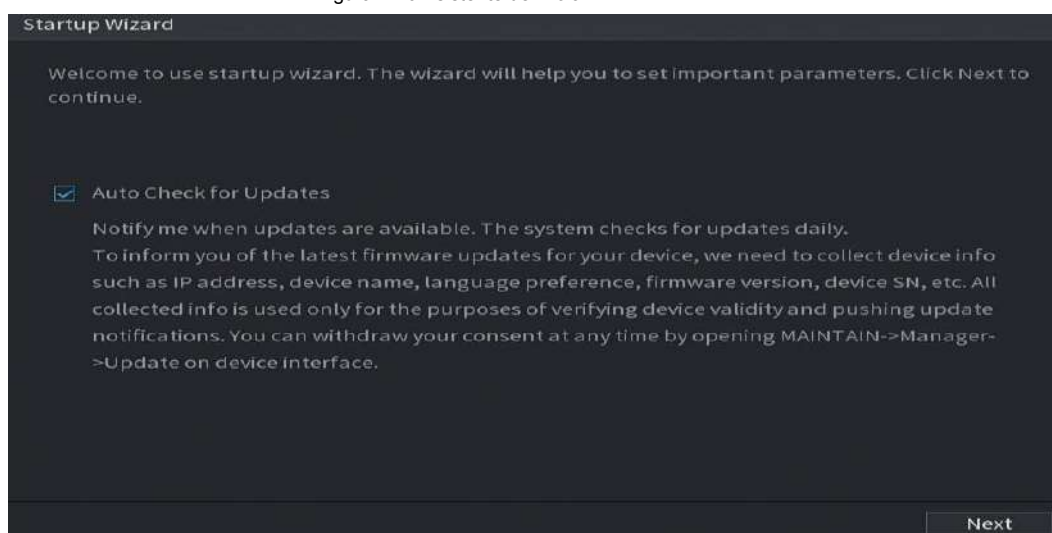 Startup Wizard
Welcome to use startup wizard. The wizard will help you to set important parameters. Click Next to
continue.
Auto Check for Updates
Notify me when updates are available. The system checks for updates daily.
To inform you of the latest firmware updates for your device, we need to collect device info
such as IP address, device name, language preference, firmware version, device SN, etc. All
collected info is used only for the purposes of verifying device validity and pushing update
notifications. You can withdraw your consent at any time by opening MAINTAIN->Manager-
>Update on device interface.
Next